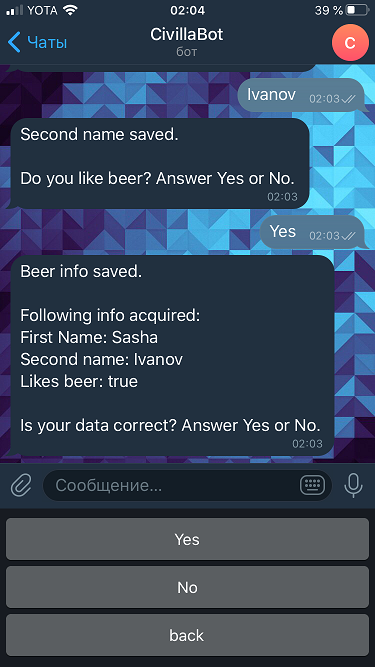 YOTA 02:04 39 %
Чаты CivillaBot C
бот
Ivanov 02:03
Second name saved.
Do you like beer? Answer Yes or No.
02:03
Yes 02:03
Beer info saved.
Following info acquired:
First Name: Sasha
Second name: Ivanov
Likes beer: true
Is your data correct? Answer Yes or No.
02:03
Сообщение...
Yes
No
back